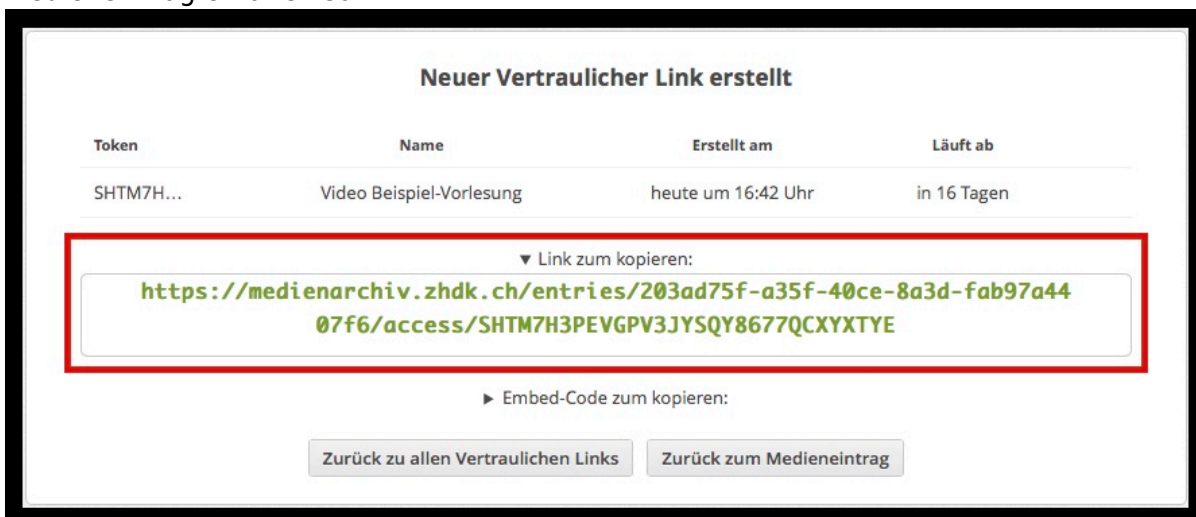 Neuer Vertraulicher Link erstellt
Token Name Erstellt am Läuft ab
SHTM7H... Video Beispiel-Vorlesung heute um 16:42 Uhr in 16 Tagen
▼ Link zum kopieren:
https://medienarchiv.zhdk.ch/entries/203ad75f-a35f-40ce-8a3d-fab97a44
07f6/access/SHTM7H3PEVGPV3JYSQY8677QCXYXTYE
► Embed-Code zum kopieren:
Zurück zu allen Vertraulichen Links Zurück zum Medieneintrag